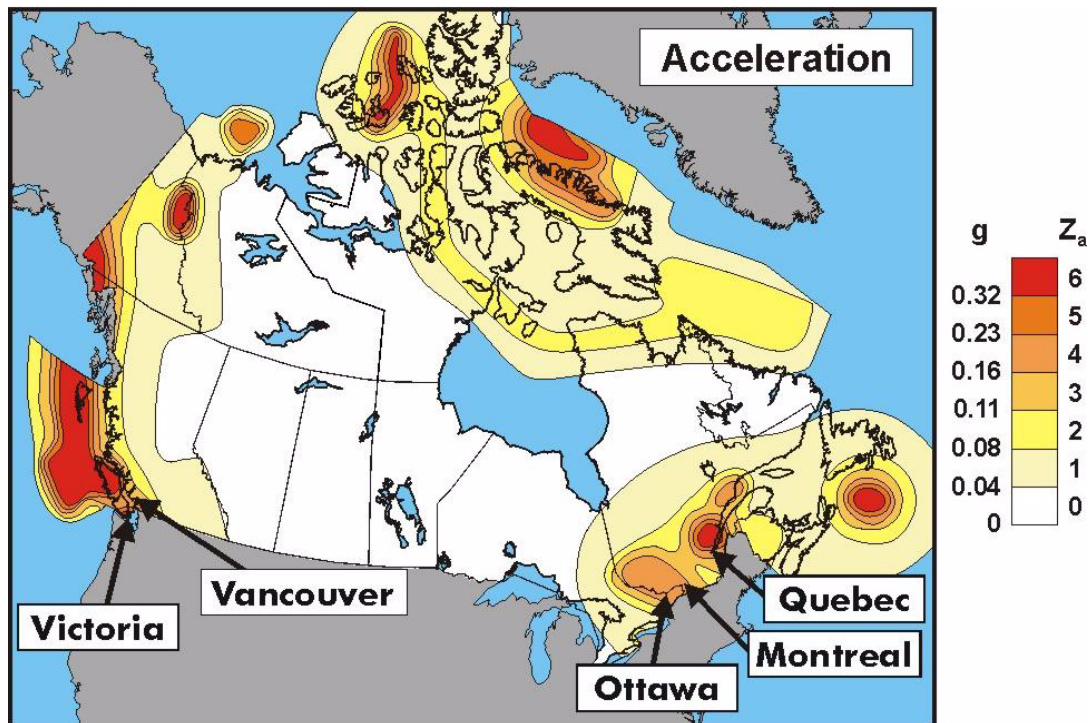 Acceleration
g Zₐ
6
0.32
5
0.23
4
0.16
3
0.11
2
0.08
1
0.04
0
0
Vancouver
Victoria
Quebec
Montreal
Ottawa